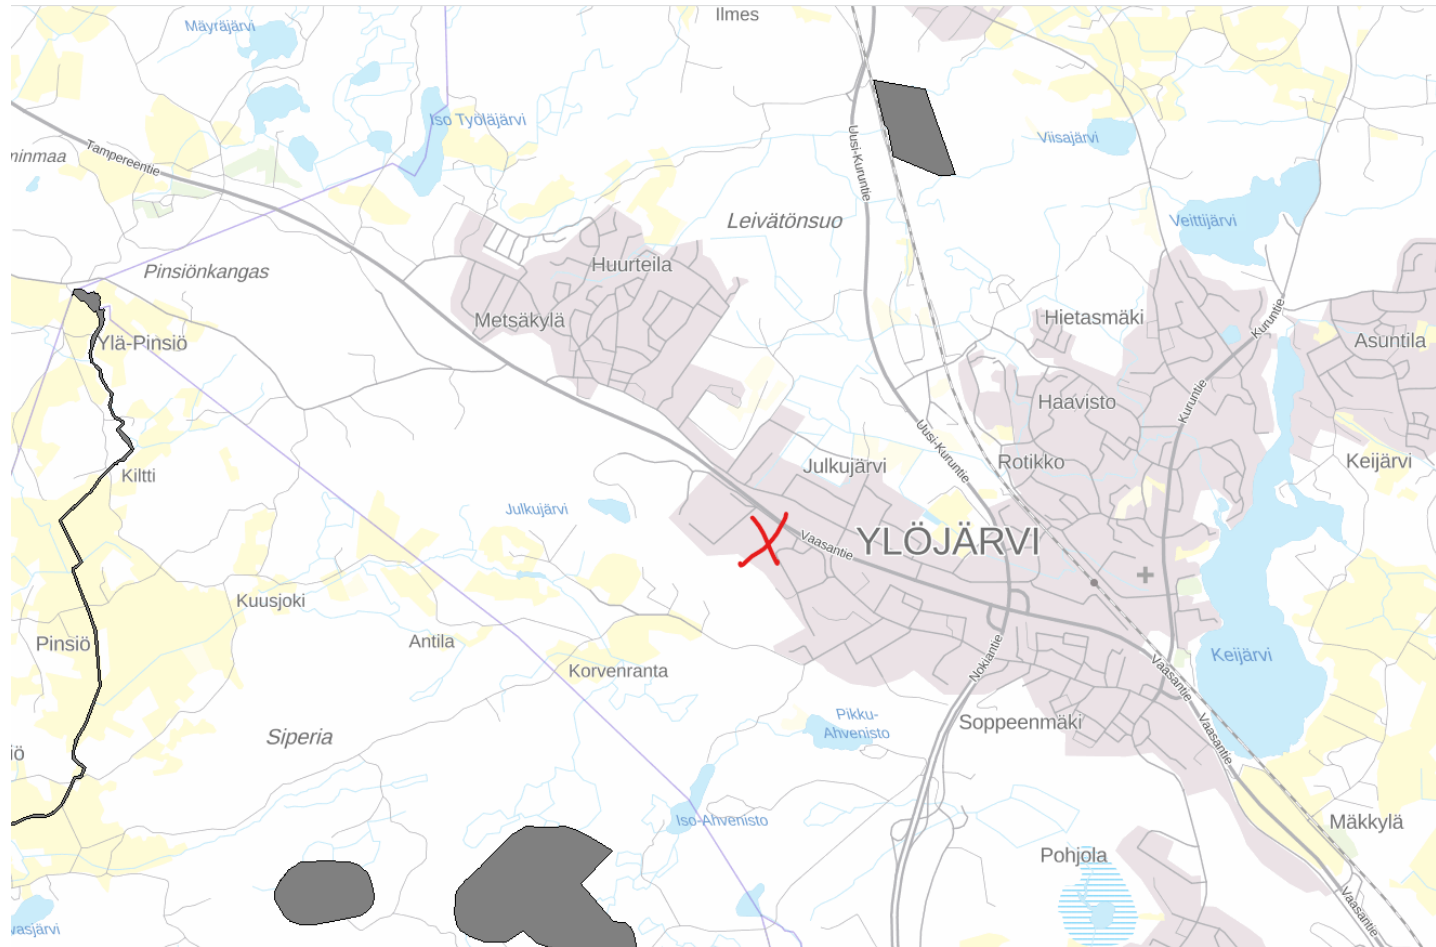 Ilmes
Mäyräjärvi
Iso Työläjärvi
Uusi-Kuruntie
Viisajärvi
Tampereentie
ninmaa
Leivätönsuo
Veittijärvi
Pinsiönkangas
Huurteila
Metsäkylä
Hietasmäki
Kuruntie
Asuntila
Ylä-Pinsiö
Haavisto
Kuruntie
Uusi-Kuruntie
Julkujärvi
Rotikko
Keijärvi
Kiltti
Julkujärvi
Vaasantie
YLÖJÄRVI
Kuusjoki
Antila
Pinsiö
Korvenranta
Nokiantie
Keijärvi
Vaasantie
Siperia
Pikku-
Ahvenisto
Soppeenmäki
Vaasantie
iö
Iso-Ahvenisto
Mäkkylä
Pohjola
Vaasantie
vasjärvi